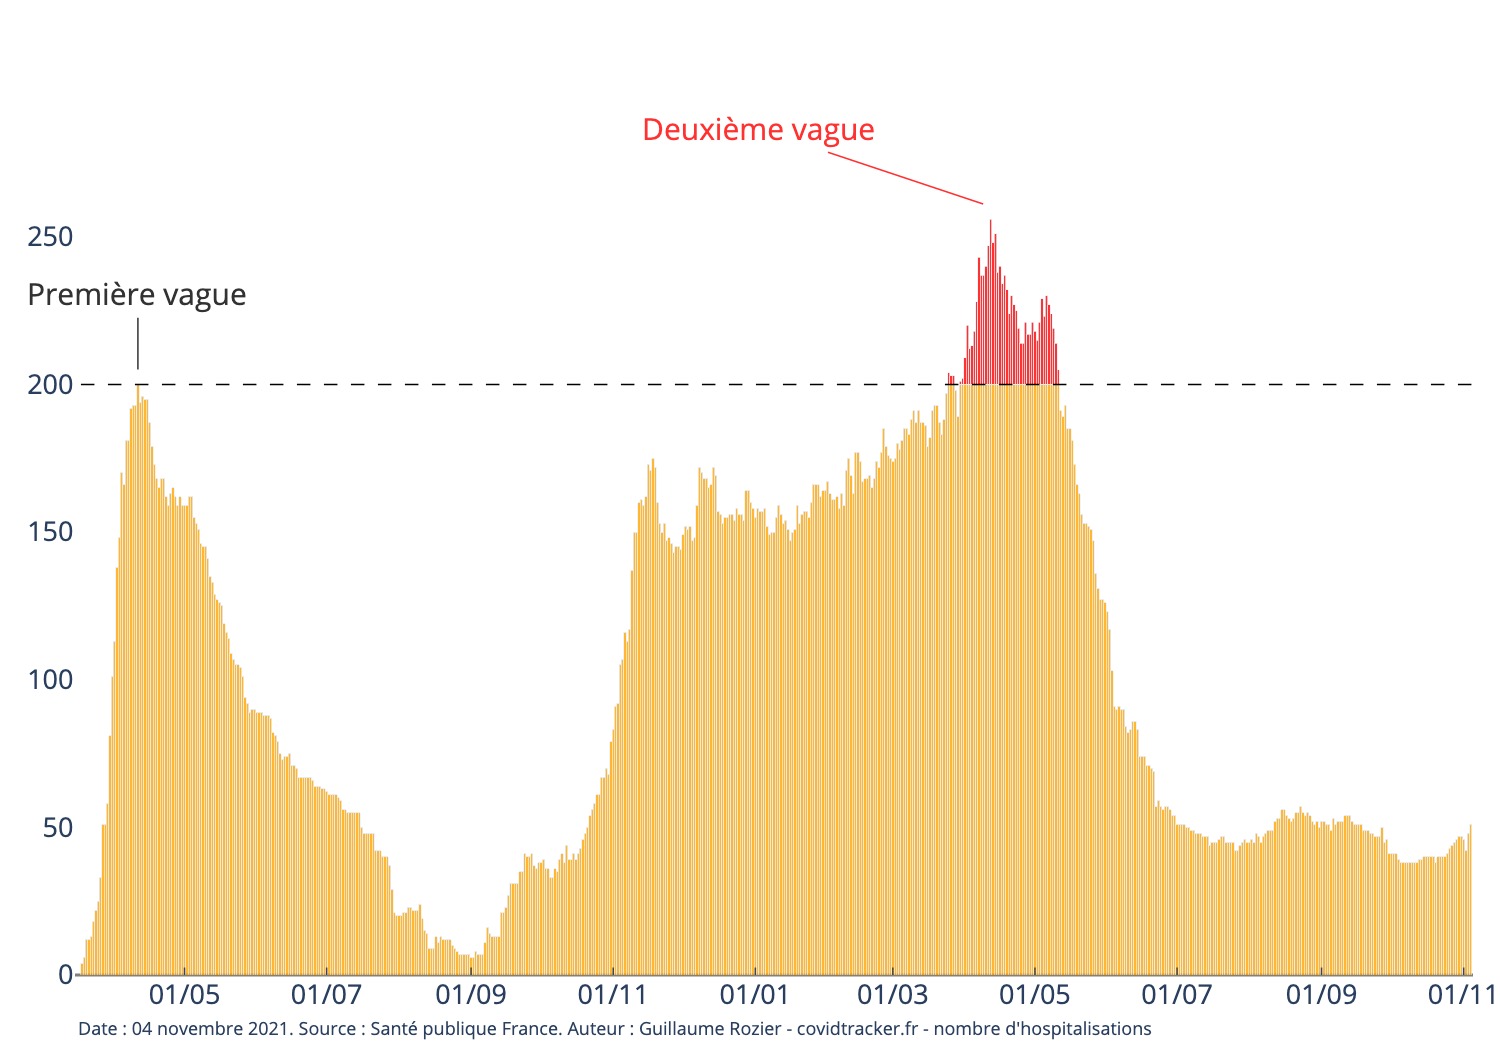 Deuxième vague
250
Première vague
200
150
100
50
0
01/05 01/07 01/09 01/11 01/01 01/03 01/05 01/07 01/09 01/11
Date : 04 novembre 2021. Source : Santé publique France. Auteur : Guillaume Rozier - covidtracker.fr - nombre d'hospitalisations